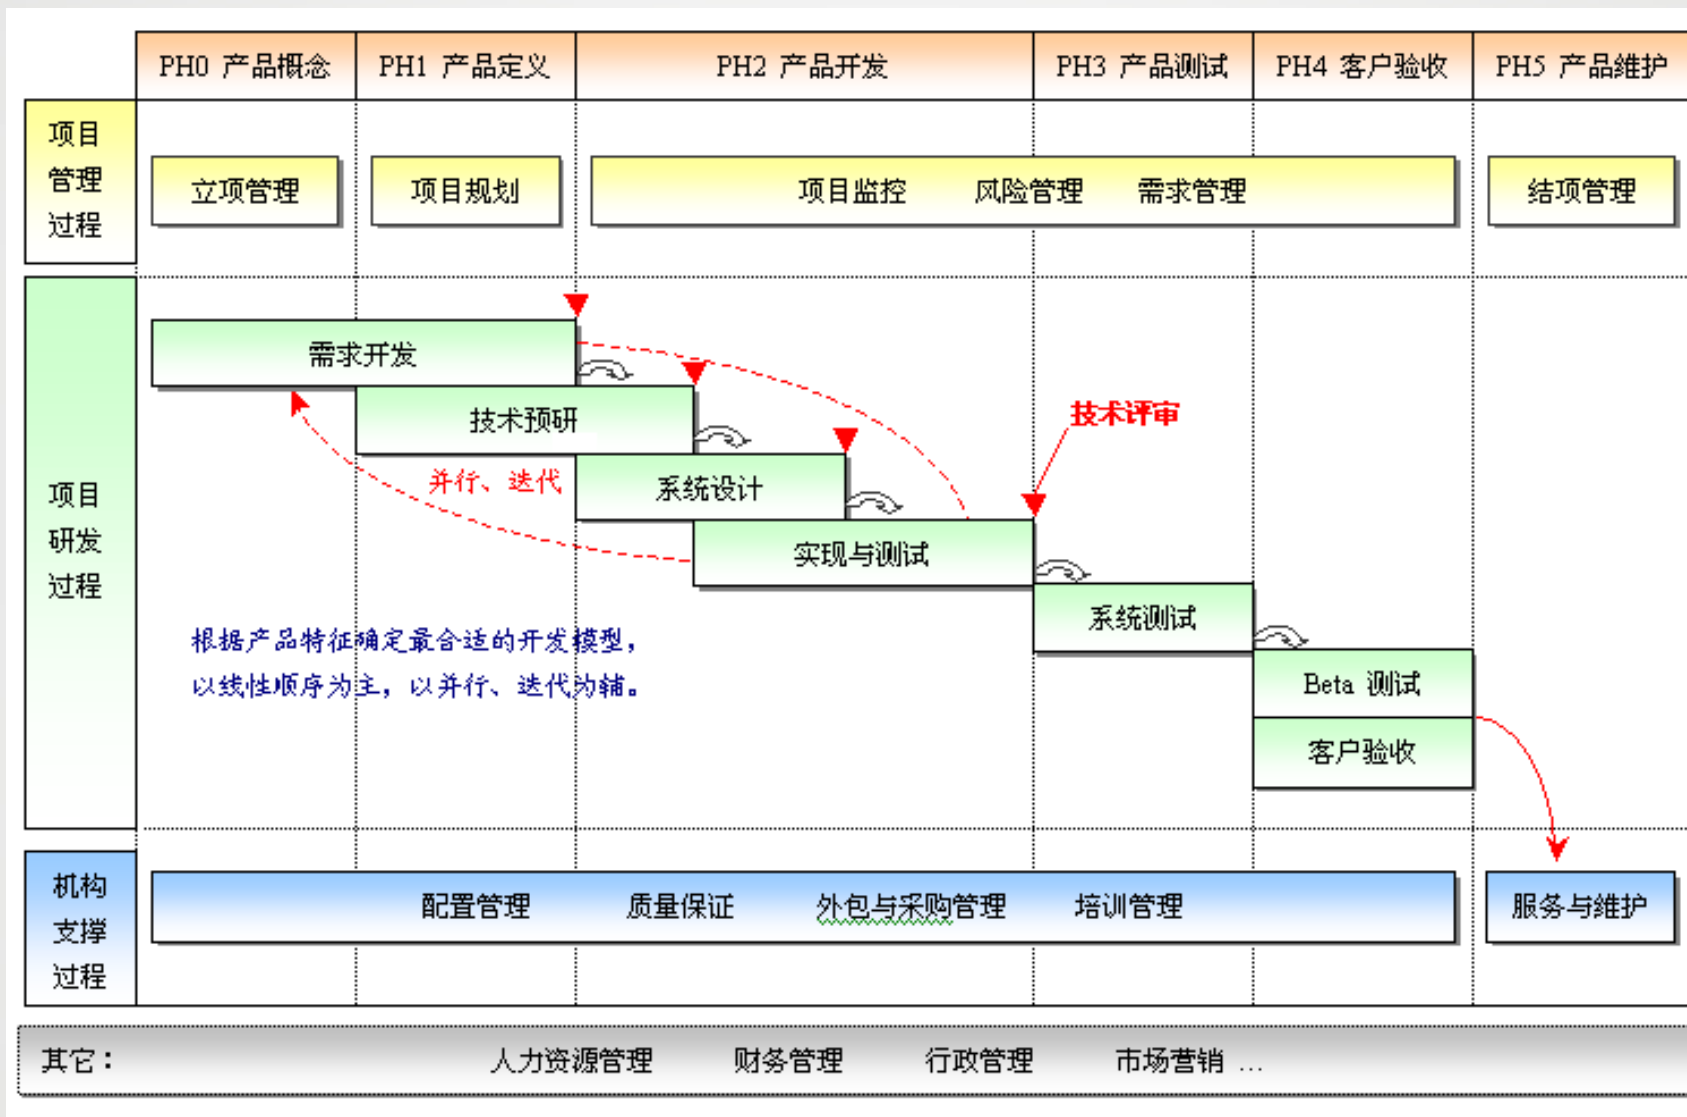 PH0 产品概念
PH1 产品定义
PH2 产品开发
PH3 产品测试
PH4 客户验收
PH5 产品维护
项目
管理
过程
立项管理
项目规划
项目监控 风险管理 需求管理
结项管理
项目
研发
过程
需求开发
技术预研
技术评审
并行、迭代
系统设计
实现与测试
系统测试
根据产品特征确定最合适的开发模型，
以线性顺序为主，以并行、迭代为辅。
Beta 测试
客户验收
机构
支撑
过程
配置管理 质量保证 外包与采购管理 培训管理
服务与维护
其它： 人力资源管理 财务管理 行政管理 市场营销 ...